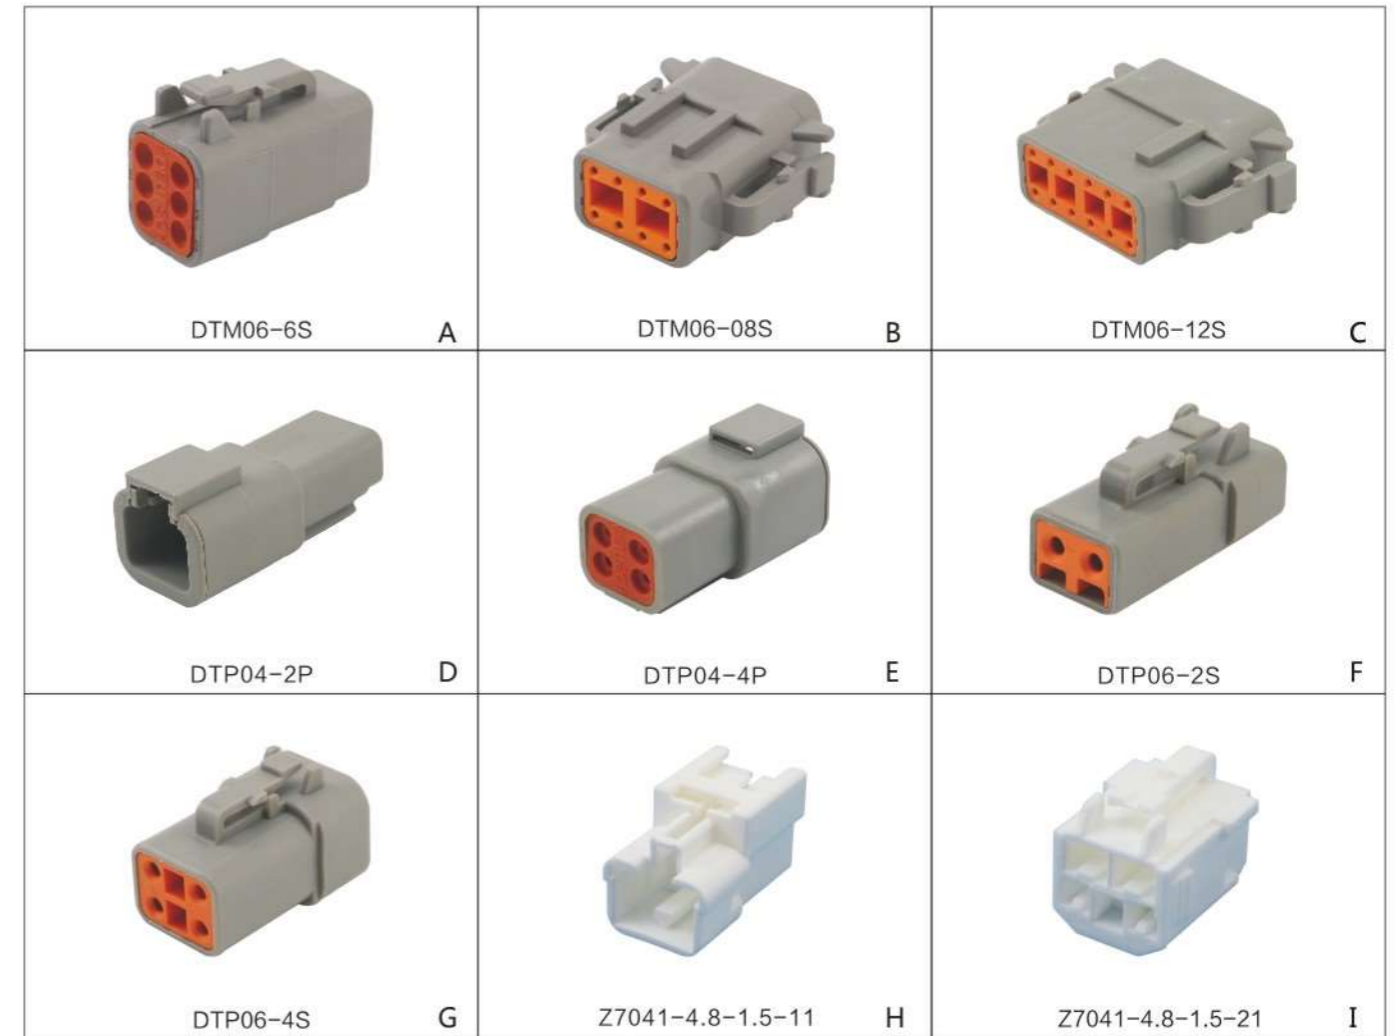 DTM06-6S A
DTM06-08S B
DTM06-12S C
DTP04-2P D
DTP04-4P E
DTP06-2S F
DTP06-4S G
Z7041-4.8-1.5-11 H
Z7041-4.8-1.5-21 I